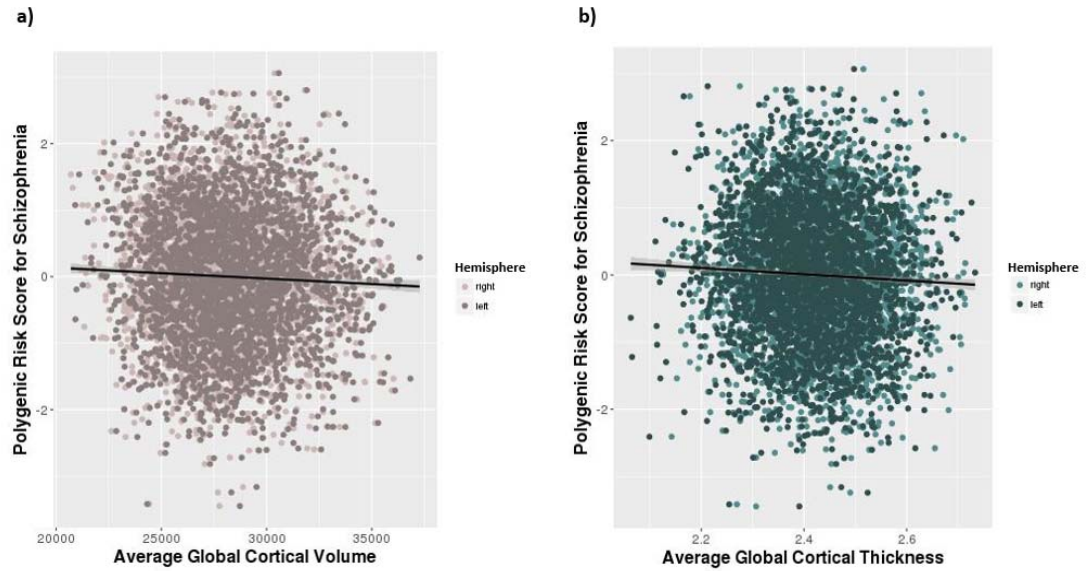 a)
Polygenic Risk Score for Schizophrenia
2
0
-2
20000
25000
30000
35000
Average Global Cortical Volume
Hemisphere
right
left
b)
Polygenic Risk Score for Schizophrenia
2
0
-2
2.2
2.4
2.6
Average Global Cortical Thickness
Hemisphere
right
left